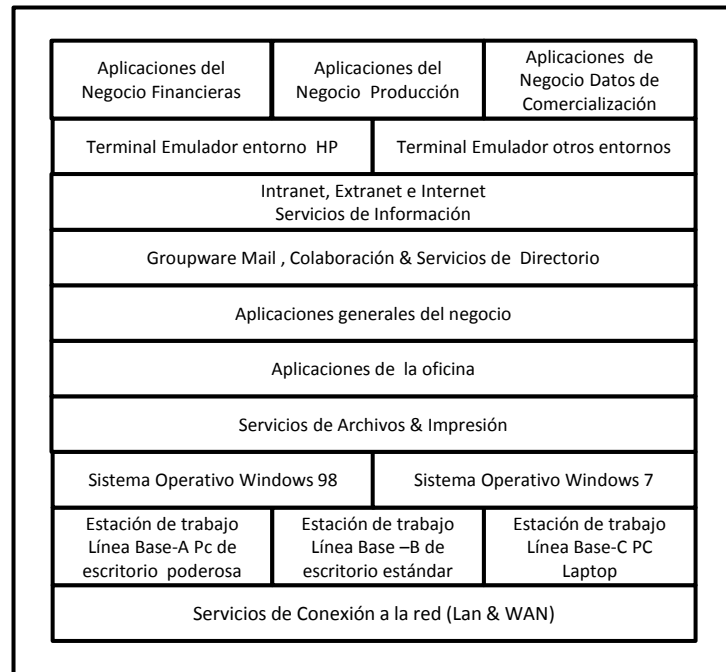 Aplicaciones del
Negocio Financieras
Aplicaciones del
Negocio Producción
Aplicaciones de
Negocio Datos de
Comercialización
Terminal Emulador entorno HP
Terminal Emulador otros entornos
Intranet, Extranet e Internet
Servicios de Información
Groupware Mail , Colaboración & Servicios de Directorio
Aplicaciones generales del negocio
Aplicaciones de la oficina
Servicios de Archivos & Impresión
Sistema Operativo Windows 98
Sistema Operativo Windows 7
Estación de trabajo
Línea Base-A Pc de
escritorio poderosa
Estación de trabajo
Línea Base –B de
escritorio estándar
Estación de trabajo
Línea Base-C PC
Laptop
Servicios de Conexión a la red (Lan & WAN)